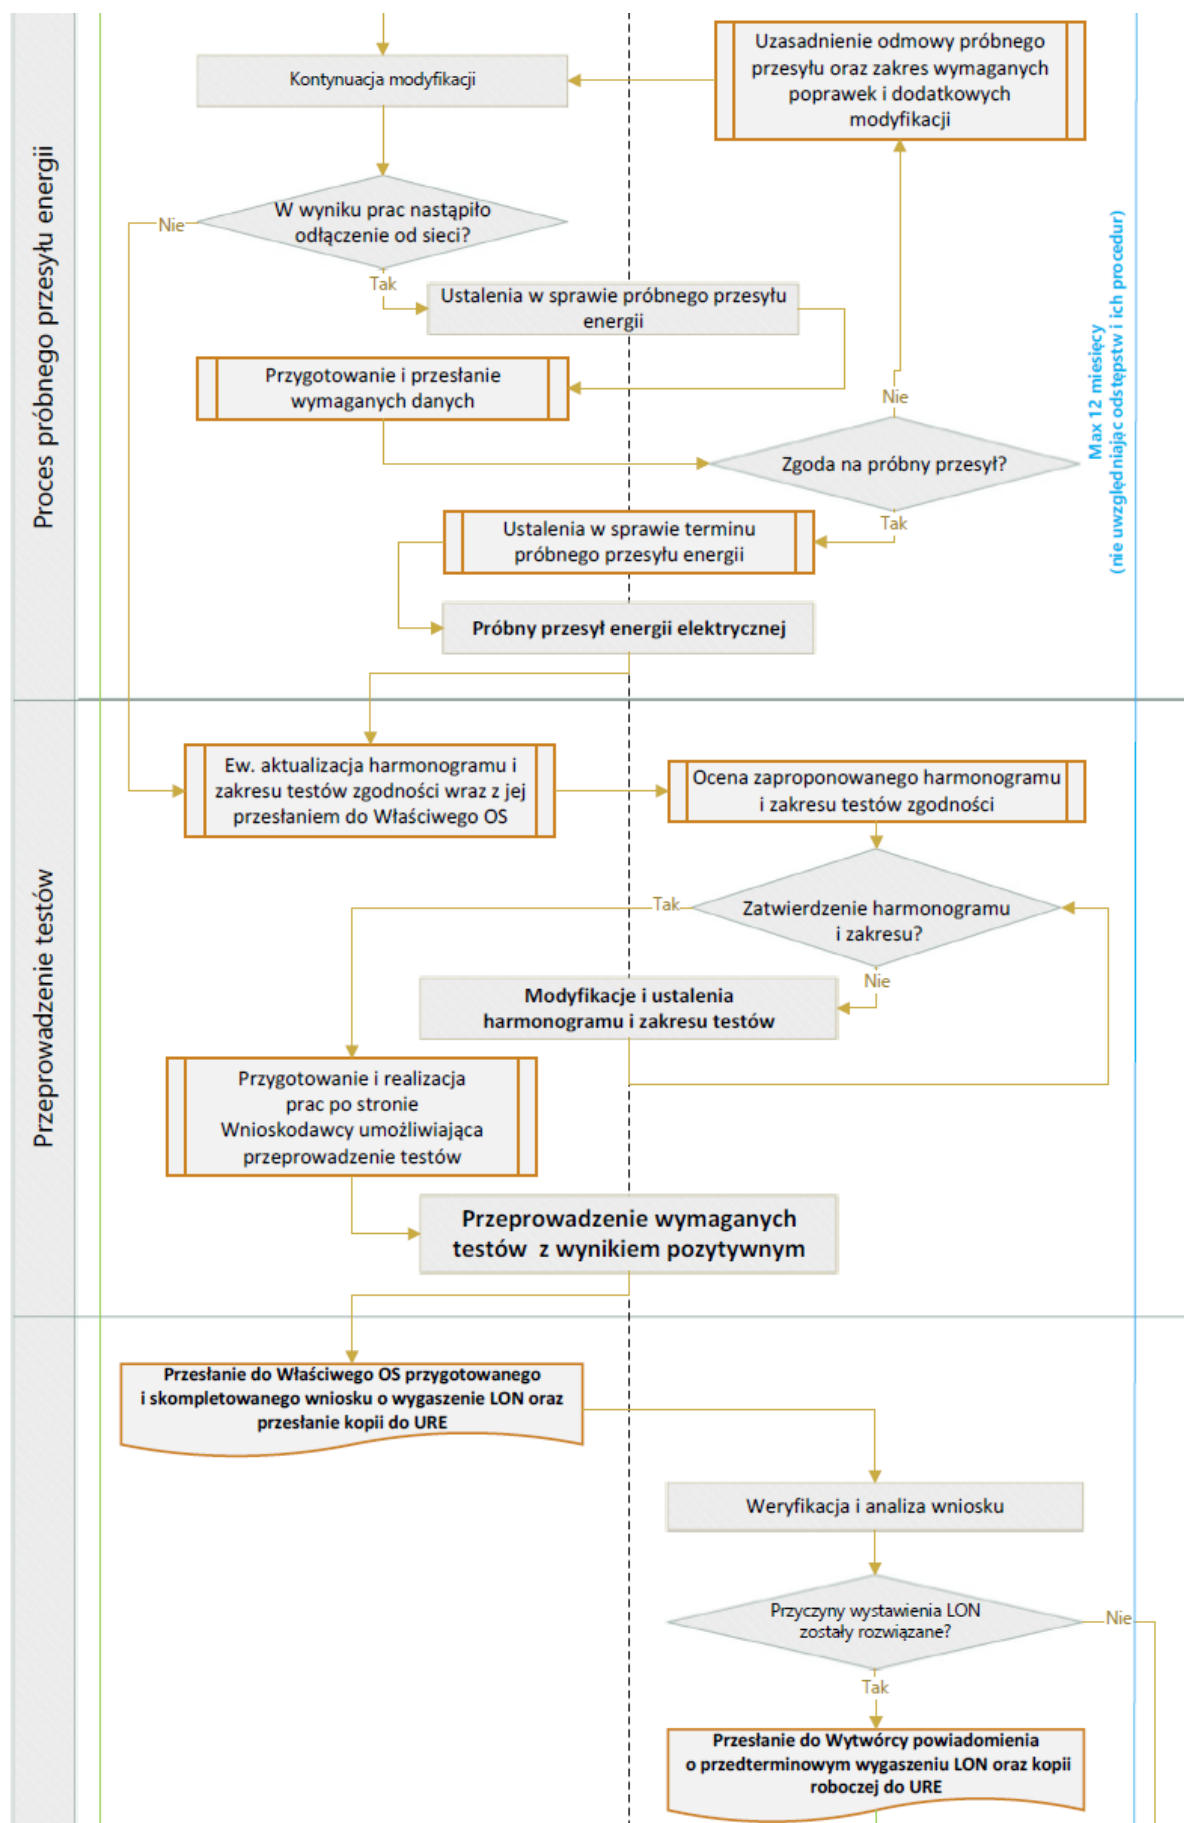 Proces próbnego przesyłu energii
Kontynuacja modyfikacji
Uzasadnienie odmowy próbnego
przesyłu oraz zakres wymaganych
poprawek i dodatkowych
modyfikacji
W wyniku prac nastąpiło
odłączenie od sieci?
Nie
Tak
Ustalenia w sprawie próbnego przesyłu
energii
Przygotowanie i przesłanie
wymaganych danych
Nie
Zgoda na próbny przesył?
Tak
Max 12 miesięcy
(nie uwzględniając odstępstw i ich procedur)
Ustalenia w sprawie terminu
próbnego przesyłu energii
Próbny przesył energii elektrycznej
Przeprowadzenie testów
Ew. aktualizacja harmonogramu i
zakresu testów zgodności wraz z jej
przesłaniem do Właściwego OS
Ocena zaproponowanego harmonogramu
i zakresu testów zgodności
Tak
Zatwierdzenie harmonogramu
i zakresu?
Nie
Modyfikacje i ustalenia
harmonogramu i zakresu testów
Przygotowanie i realizacja
prac po stronie
Wnioskodawcy umożliwiająca
przeprowadzenie testów
Przeprowadzenie wymaganych
testów z wynikiem pozytywnym
Przesłanie do Właściwego OS przygotowanego
i skompletowanego wniosku o wygaszenie LON oraz
przesłanie kopii do URE
Weryfikacja i analiza wniosku
Przyczyny wystawienia LON
zostały rozwiązane?
Nie
Tak
Przesłanie do Wytwórcy powiadomienia
o przedterminowym wygaszeniu LON oraz kopii
roboczej do URE